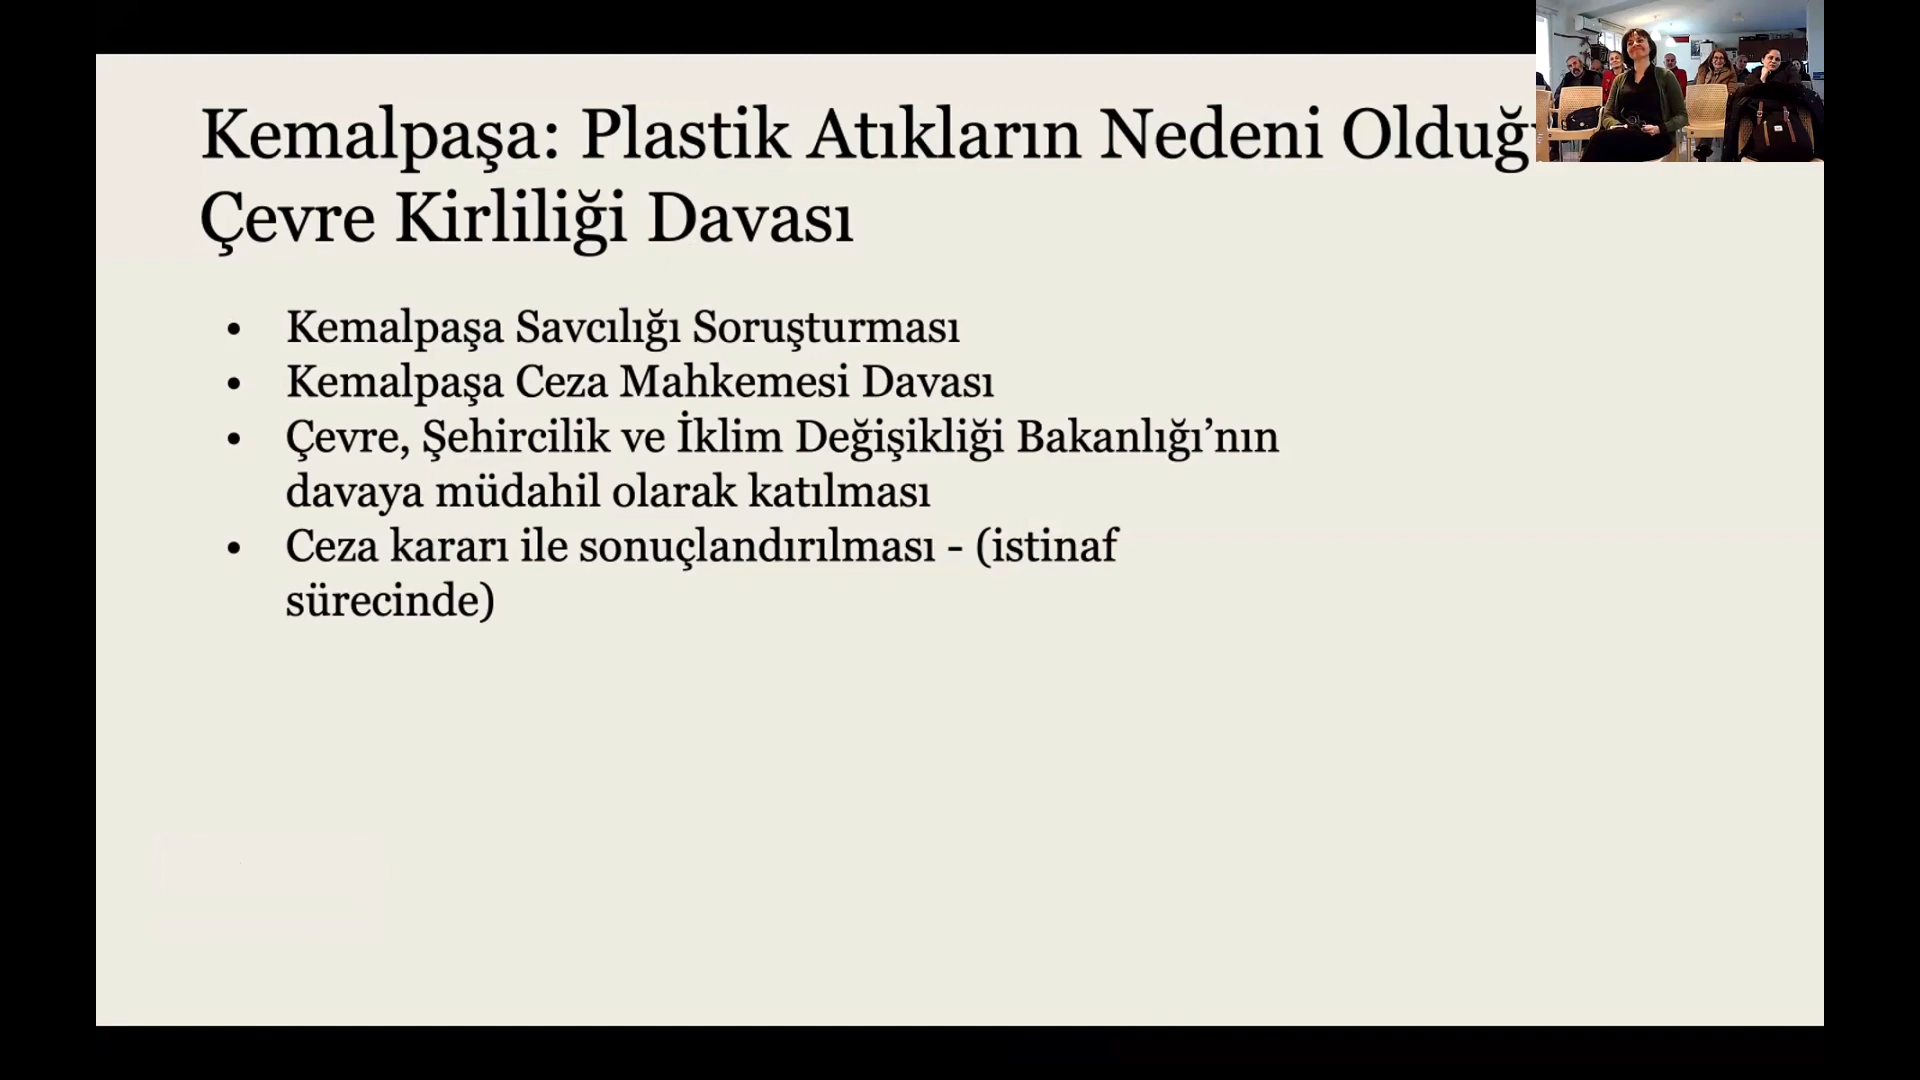 Kemalpaşa: Plastik Atıkların Nedeni
Çevre Kirliliği Davası
• Kemalpaşa Savcılığı Soruşturması
• Kemalpaşa Ceza Mahkemesi Davası
• Çevre, Şehircilik ve İklim Değişikliği Bakanlığı’nın
davaya müdahil olarak katılması
• Ceza kararı ile sonuçlandırılması - (istinaf
sürecinde)